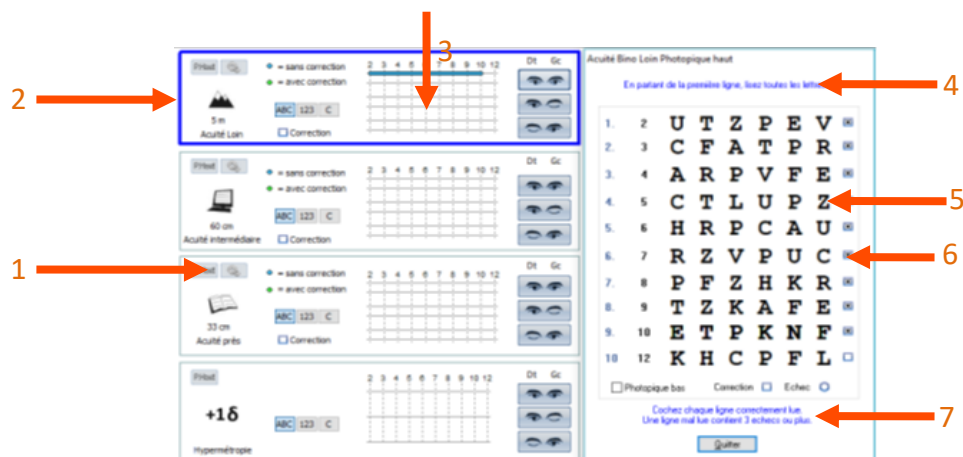 3
2
1
4
5
6
7
PHaut
= sans correction
= avec correction
ABC 123 C
Correction
5 m
Acuité Loin
2 3 4 5 6 7 8 9 10 12
Dt Gc
PHaut
= sans correction
= avec correction
ABC 123 C
Correction
60 cm
Acuité intermédiaire
2 3 4 5 6 7 8 9 10 12
Dt Gc
= sans correction
= avec correction
ABC 123 C
Correction
33 cm
Acuité près
2 3 4 5 6 7 8 9 10 12
Dt Gc
PHaut
+1δ
Hypermétropie
ABC 123 C
2 3 4 5 6 7 8 9 10 12
Dt Gc
Acuité Bino Loin Photopique haut
En partant de la première ligne, lisez toutes les lettres
1. 2 U T Z P E V
2. 3 C F A T P R
3. 4 A R P V F E
4. 5 C T L U P Z
5. 6 H R P C A U
6. 7 R Z V P U C
7. 8 P F Z H K R
8. 9 T Z K A F E
9. 10 E T P K N F
10 12 K H C P F L
Photopique bas Correction Echec
Cochez chaque ligne correctement lue.
Une ligne mal lue contient 3 echecs ou plus.
Quitter